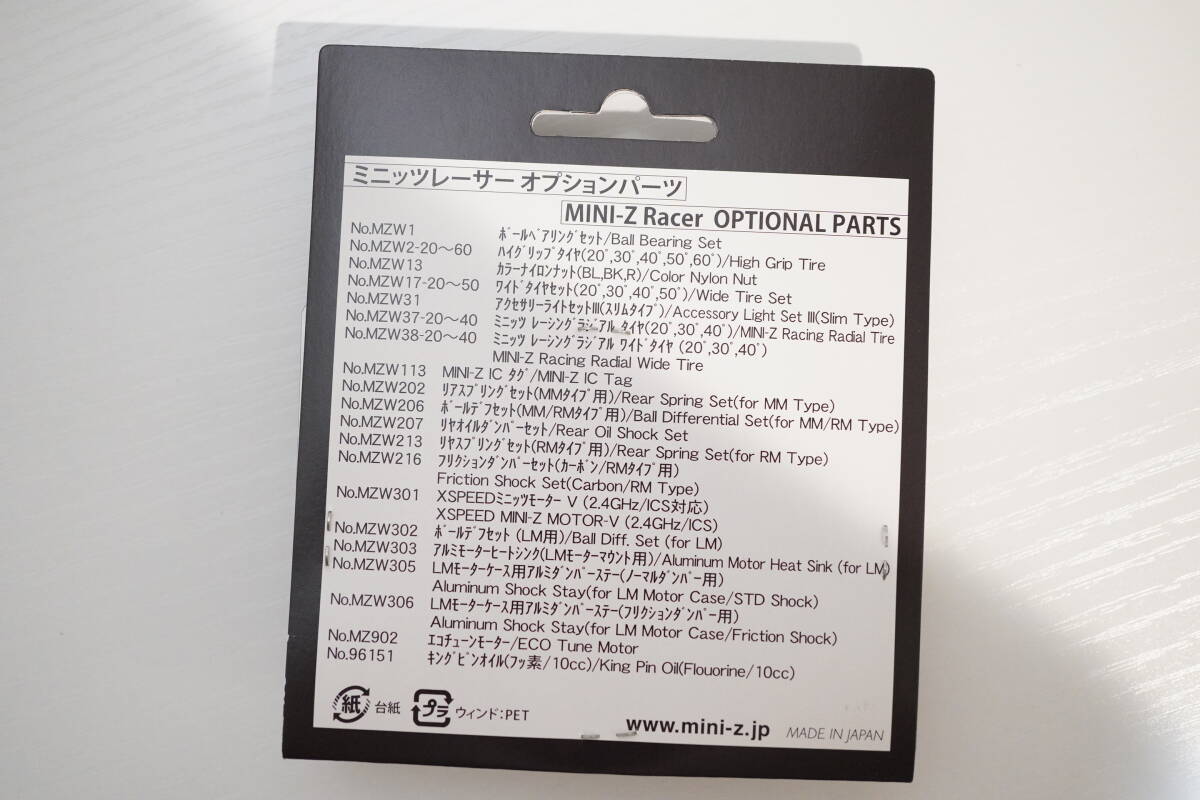 ミニッツレーサー オプションパーツ
MINI-Z Racer OPTIONAL PARTS
No.MZW1 ﾎﾞｰﾙﾍﾞｱﾘﾝｸﾞｾｯﾄ/Ball Bearing Set
No.MZW2-20～60 ﾊｲｸﾞﾘｯﾌﾟﾀｲﾔ(20°,30°,40°,50°,60°)/High Grip Tire
No.MZW13 ｶﾗｰﾅｲﾛﾝﾅｯﾄ(BL,BK,R)/Color Nylon Nut
No.MZW17-20～50 ﾜｲﾄﾞﾀｲﾔｾｯﾄ(20°,30°,40°,50°)/Wide Tire Set
No.MZW31 ｱｸｾｻﾘｰﾗｲﾄｾｯﾄⅢ(ｽﾘﾑﾀｲﾌﾟ)/Accessory Light Set Ⅲ(Slim Type)
No.MZW37-20～40 ﾐﾆｯﾂ ﾚｰｼﾝｸﾞﾗｼﾞｱﾙ ﾀｲﾔ(20°,30°,40°)/MINI-Z Racing Radial Tire
No.MZW38-20～40 ﾐﾆｯﾂ ﾚｰｼﾝｸﾞﾗｼﾞｱﾙ ﾜｲﾄﾞﾀｲﾔ (20°,30°,40°)
MINI-Z Racing Radial Wide Tire
No.MZW113 MINI-Z IC ﾀｸﾞ/MINI-Z IC Tag
No.MZW202 ﾘｱｽﾌﾟﾘﾝｸﾞｾｯﾄ(MMﾀｲﾌﾟ用)/Rear Spring Set(for MM Type)
No.MZW206 ﾎﾞｰﾙﾃﾞﾌｾｯﾄ(MM/RMﾀｲﾌﾟ用)/Ball Differential Set(for MM/RM Type)
No.MZW207 ﾘﾔｵｲﾙﾀﾞﾝﾊﾟｰｾｯﾄ/Rear Oil Shock Set
No.MZW213 ﾘﾔｽﾌﾟﾘﾝｸﾞｾｯﾄ(RMﾀｲﾌﾟ用)/Rear Spring Set(for RM Type)
No.MZW216 ﾌﾘｸｼｮﾝﾀﾞﾝﾊﾟｰｾｯﾄ(ｶｰﾎﾞﾝ/RMﾀｲﾌﾟ用)
Friction Shock Set(Carbon/RM Type)
No.MZW301 XSPEEDﾐﾆｯﾂﾓｰﾀｰ V (2.4GHz/ICS対応)
XSPEED MINI-Z MOTOR-V (2.4GHz/ICS)
No.MZW302 ﾎﾞｰﾙﾃﾞﾌｾｯﾄ (LM用)/Ball Diff. Set (for LM)
No.MZW303 ｱﾙﾐﾓｰﾀｰﾋｰﾄｼﾝｸ(LMﾓｰﾀｰﾏｳﾝﾄ用)/Aluminum Motor Heat Sink (for LM)
No.MZW305 LMﾓｰﾀｰｹｰｽ用ｱﾙﾐﾀﾞﾝﾊﾟｰｽﾃｰ(ﾉｰﾏﾙﾀﾞﾝﾊﾟｰ用)
Aluminum Shock Stay(for LM Motor Case/STD Shock)
No.MZW306 LMﾓｰﾀｰｹｰｽ用ｱﾙﾐﾀﾞﾝﾊﾟｰｽﾃｰ(ﾌﾘｸｼｮﾝﾀﾞﾝﾊﾟｰ用)
Aluminum Shock Stay(for LM Motor Case/Friction Shock)
No.MZ902 ｴｺﾁｭｰﾝﾓｰﾀｰ/ECO Tune Motor
No.96151 ｷﾝｸﾞﾋﾟﾝｵｲﾙ(ﾌｯ素/10cc)/King Pin Oil(Flouorine/10cc)
紙 台紙 プラ ウィンド:PET www.mini-z.jp MADE IN JAPAN